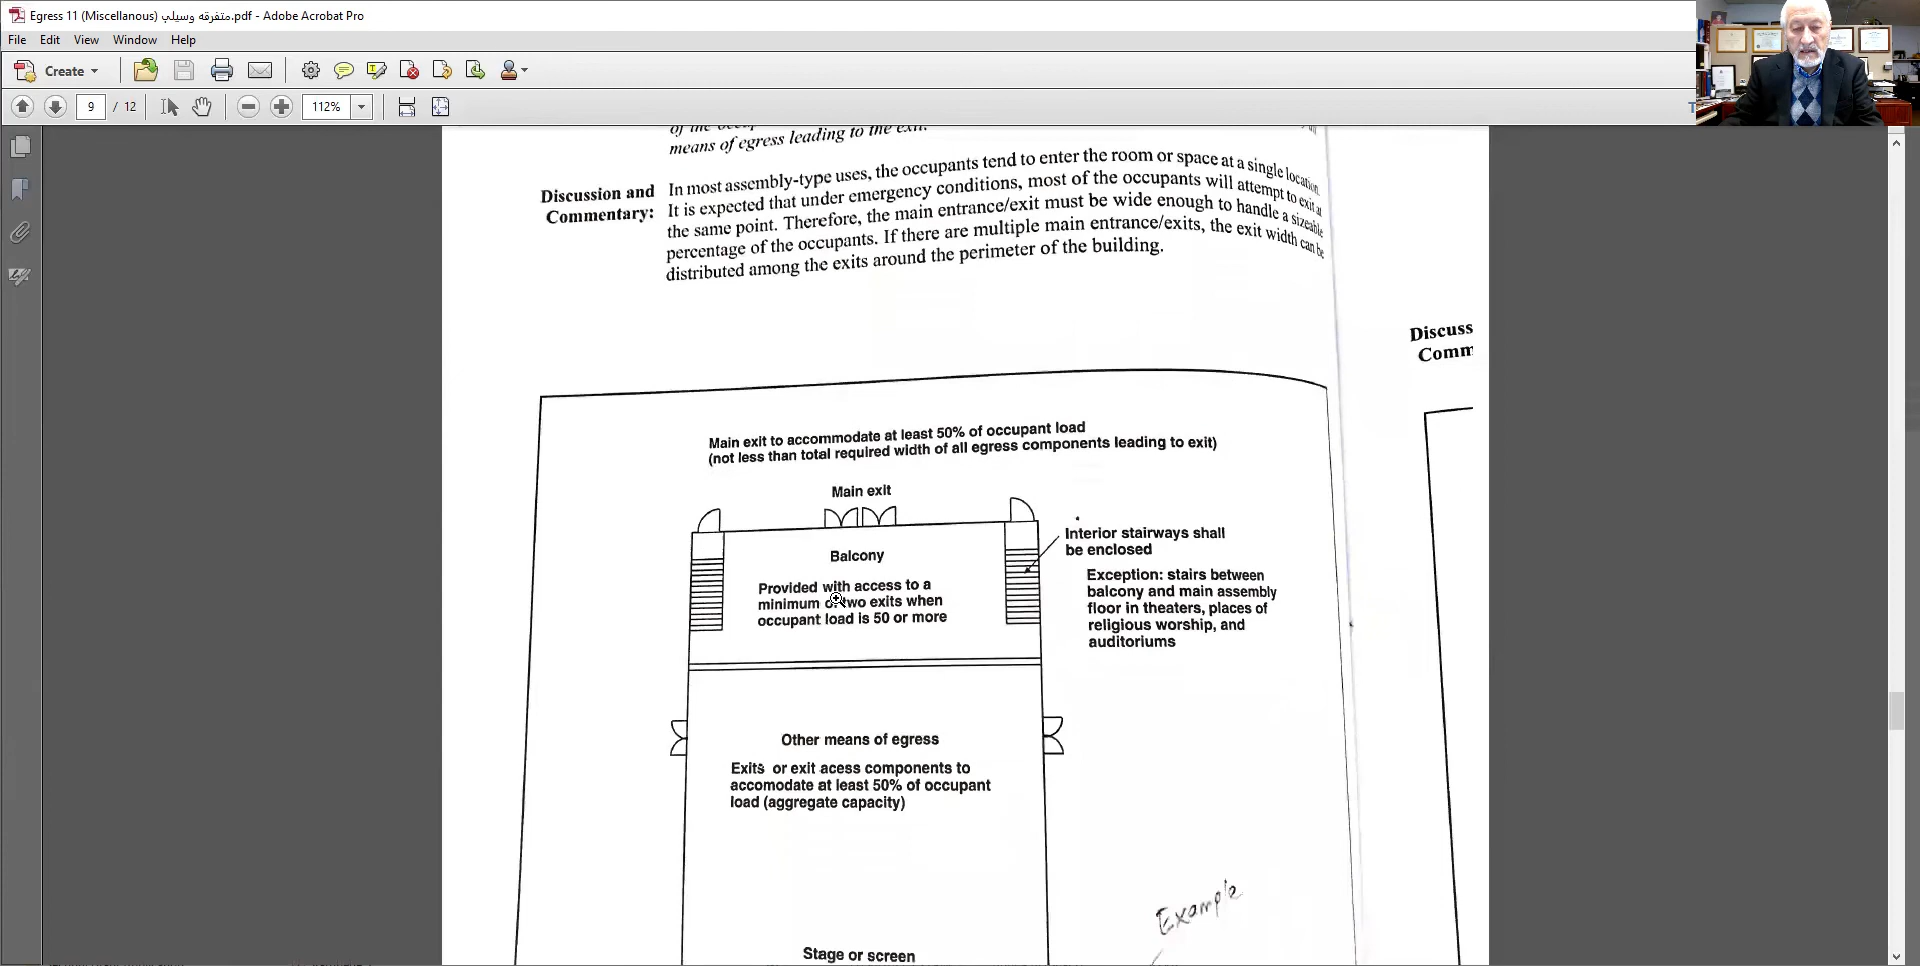 Egress 11 (Miscellanous) متفرقه وسیلې.pdf - Adobe Acrobat Pro
File Edit View Window Help
Create
9 / 12 112%
means of egress leading to the exit.
Discussion and
Commentary:
In most assembly-type uses, the occupants tend to enter the room or space at a single location.
It is expected that under emergency conditions, most of the occupants will attempt to exit at
the same point. Therefore, the main entrance/exit must be wide enough to handle a sizeable
percentage of the occupants. If there are multiple main entrance/exits, the exit width can be
distributed among the exits around the perimeter of the building.
Discuss
Comm
Main exit to accommodate at least 50% of occupant load
(not less than total required width of all egress components leading to exit)
Main exit
Balcony
Provided with access to a
minimum of two exits when
occupant load is 50 or more
Interior stairways shall
be enclosed
Exception: stairs between
balcony and main assembly
floor in theaters, places of
religious worship, and
auditoriums
Other means of egress
Exits or exit acess components to
accomodate at least 50% of occupant
load (aggregate capacity)
Example
Stage or screen